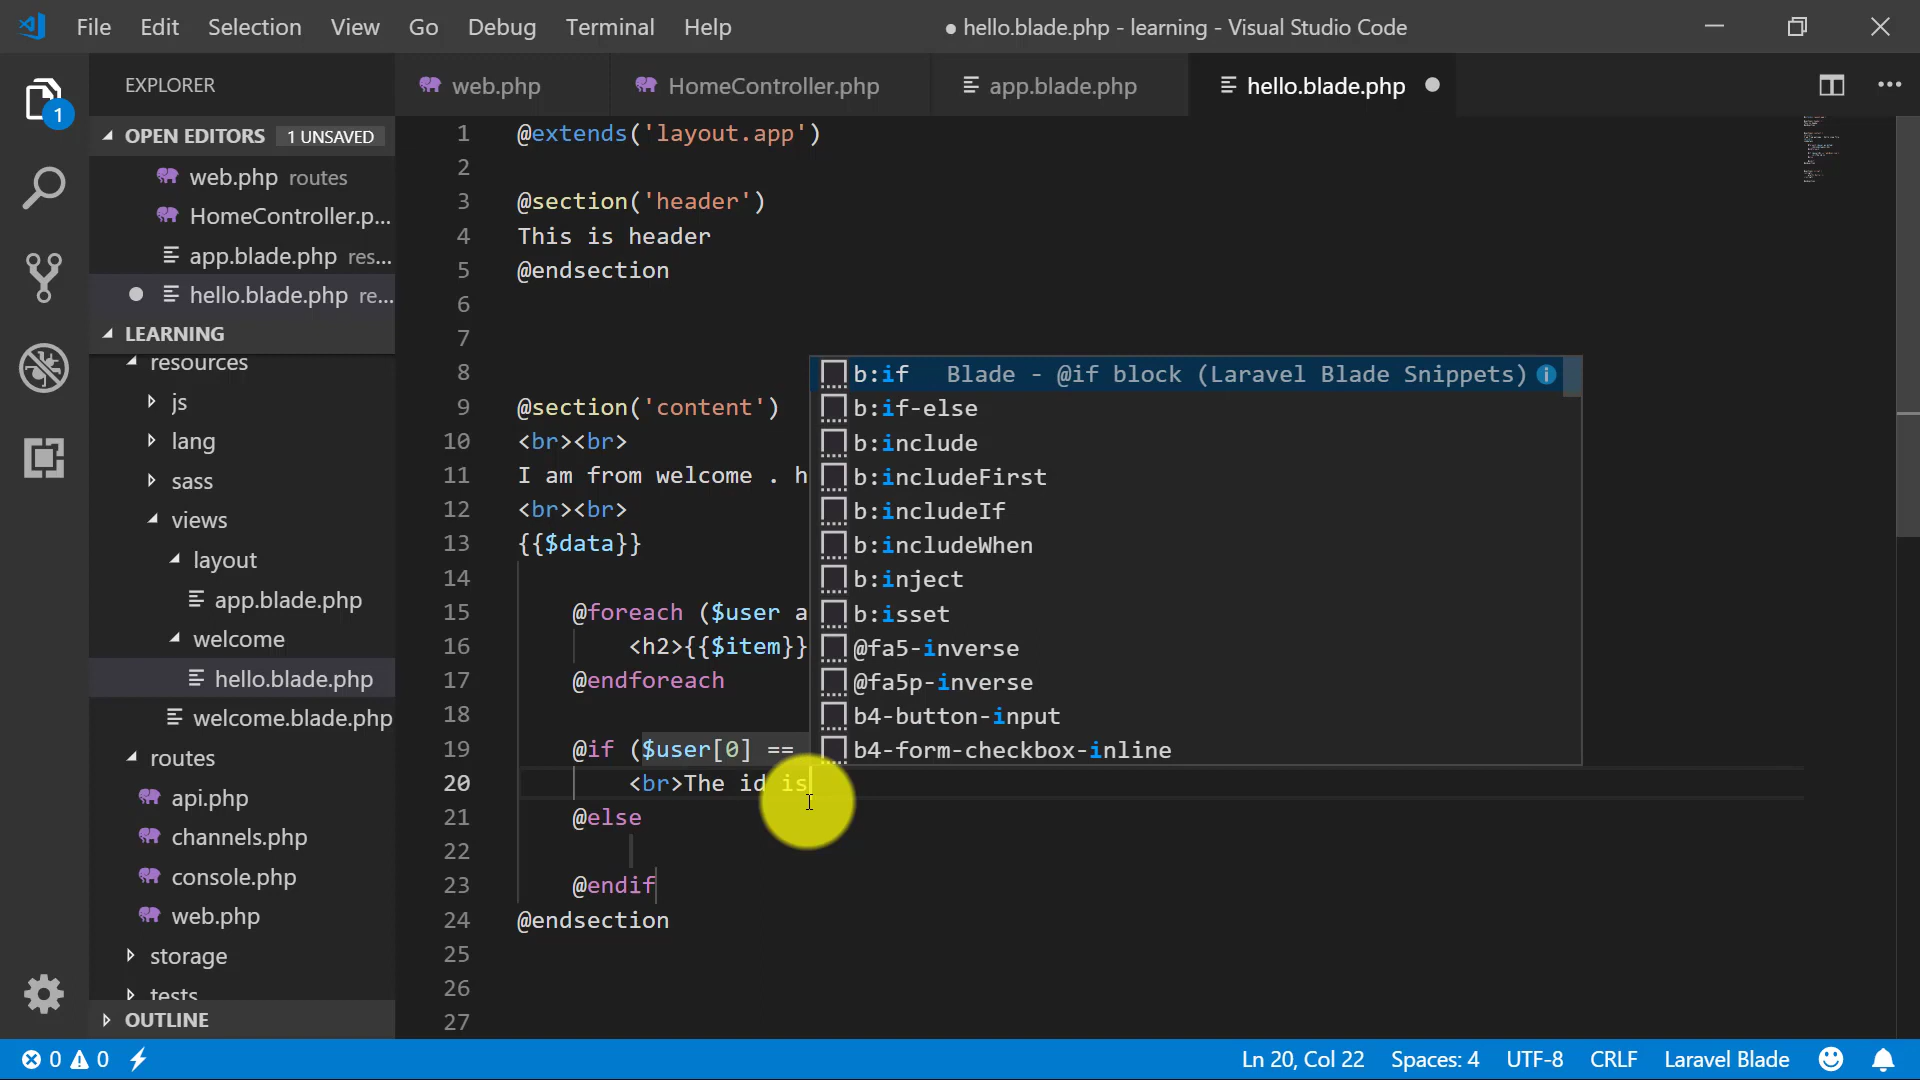 File Edit Selection View Go Debug Terminal Help
● hello.blade.php - learning - Visual Studio Code
EXPLORER
web.php HomeController.php app.blade.php hello.blade.php
1
OPEN EDITORS 1 UNSAVED
web.php routes
HomeController.p...
app.blade.php res...
hello.blade.php re...
LEARNING
resources
js
lang
sass
views
layout
app.blade.php
welcome
hello.blade.php
welcome.blade.php
routes
api.php
channels.php
console.php
web.php
storage
tests
OUTLINE
1 @extends('layout.app')
2
3 @section('header')
4 This is header
5 @endsection
6
7
8
9 @section('content')
10 <br><br>
11 I am from welcome . h
12 <br><br>
13 {{$data}}
14
15 @foreach ($user a
16 <h2>{{$item}}
17 @endforeach
18
19 @if ($user[0] ==
20 <br>The id is
21 @else
22
23 @endif
24 @endsection
25
26
27
b:if Blade - @if block (Laravel Blade Snippets)
b:if-else
b:include
b:includeFirst
b:includeIf
b:includeWhen
b:inject
b:isset
@fa5-inverse
@fa5p-inverse
b4-button-input
b4-form-checkbox-inline
0 0
Ln 20, Col 22 Spaces: 4 UTF-8 CRLF Laravel Blade